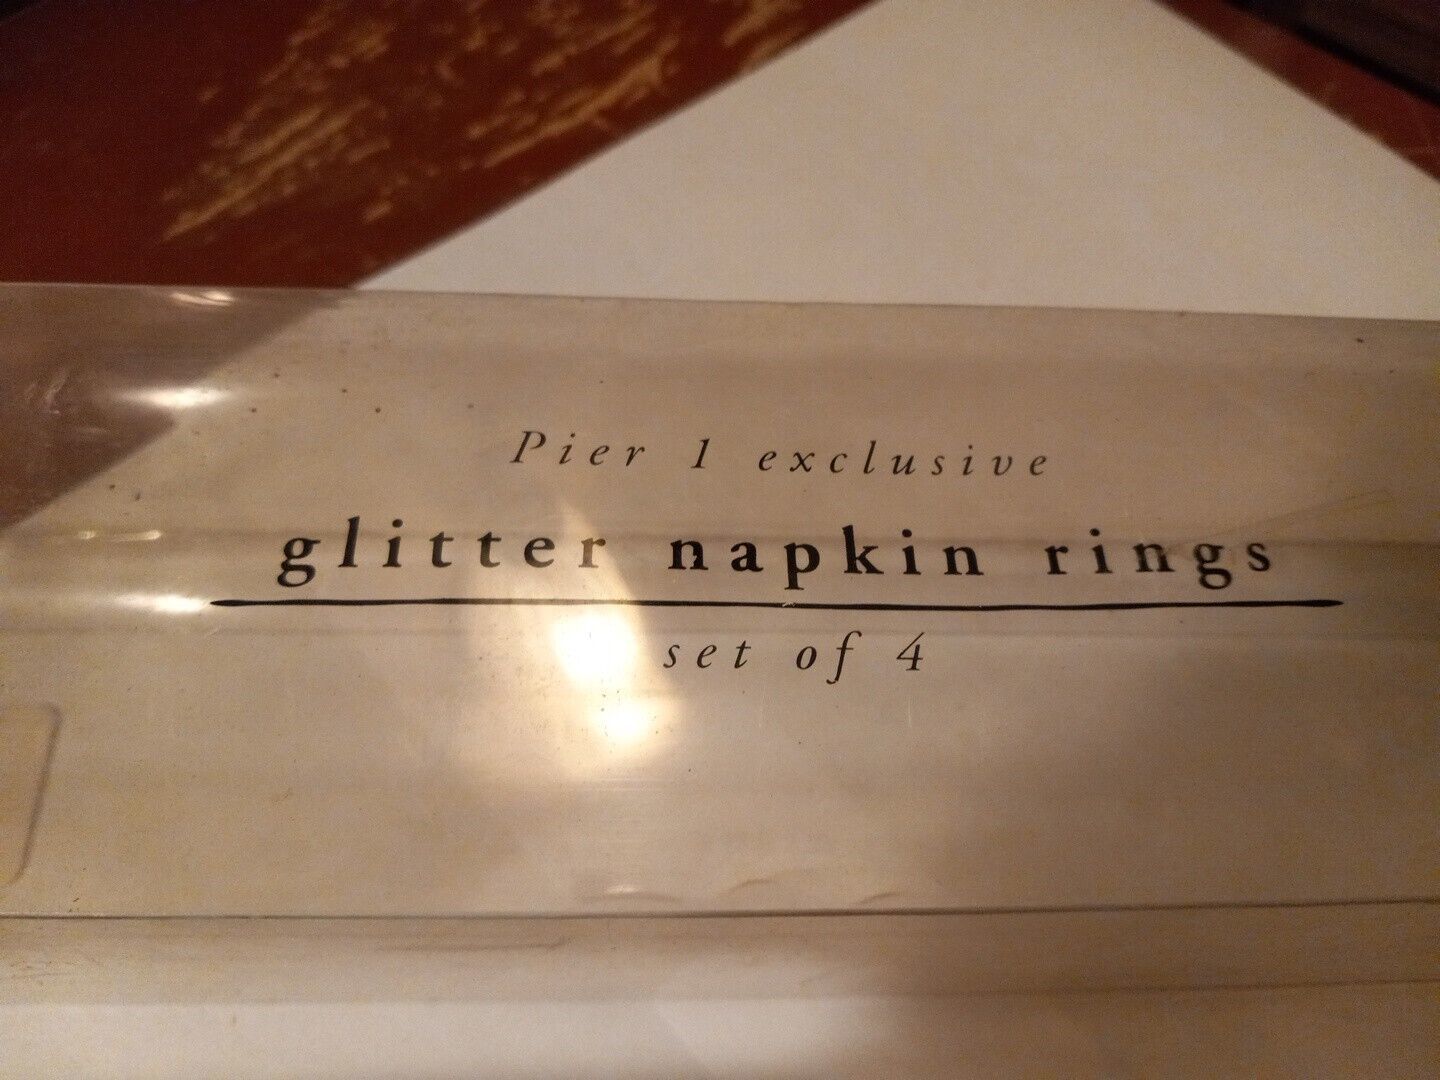 Pier 1 exclusive
glitter napkin rings
set of 4